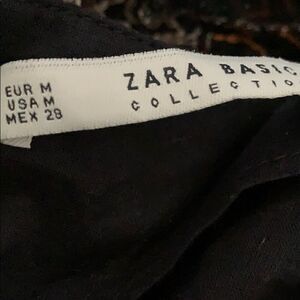 EUR M
USA M
MEX 28
ZARA BASIC
COLLECTIO